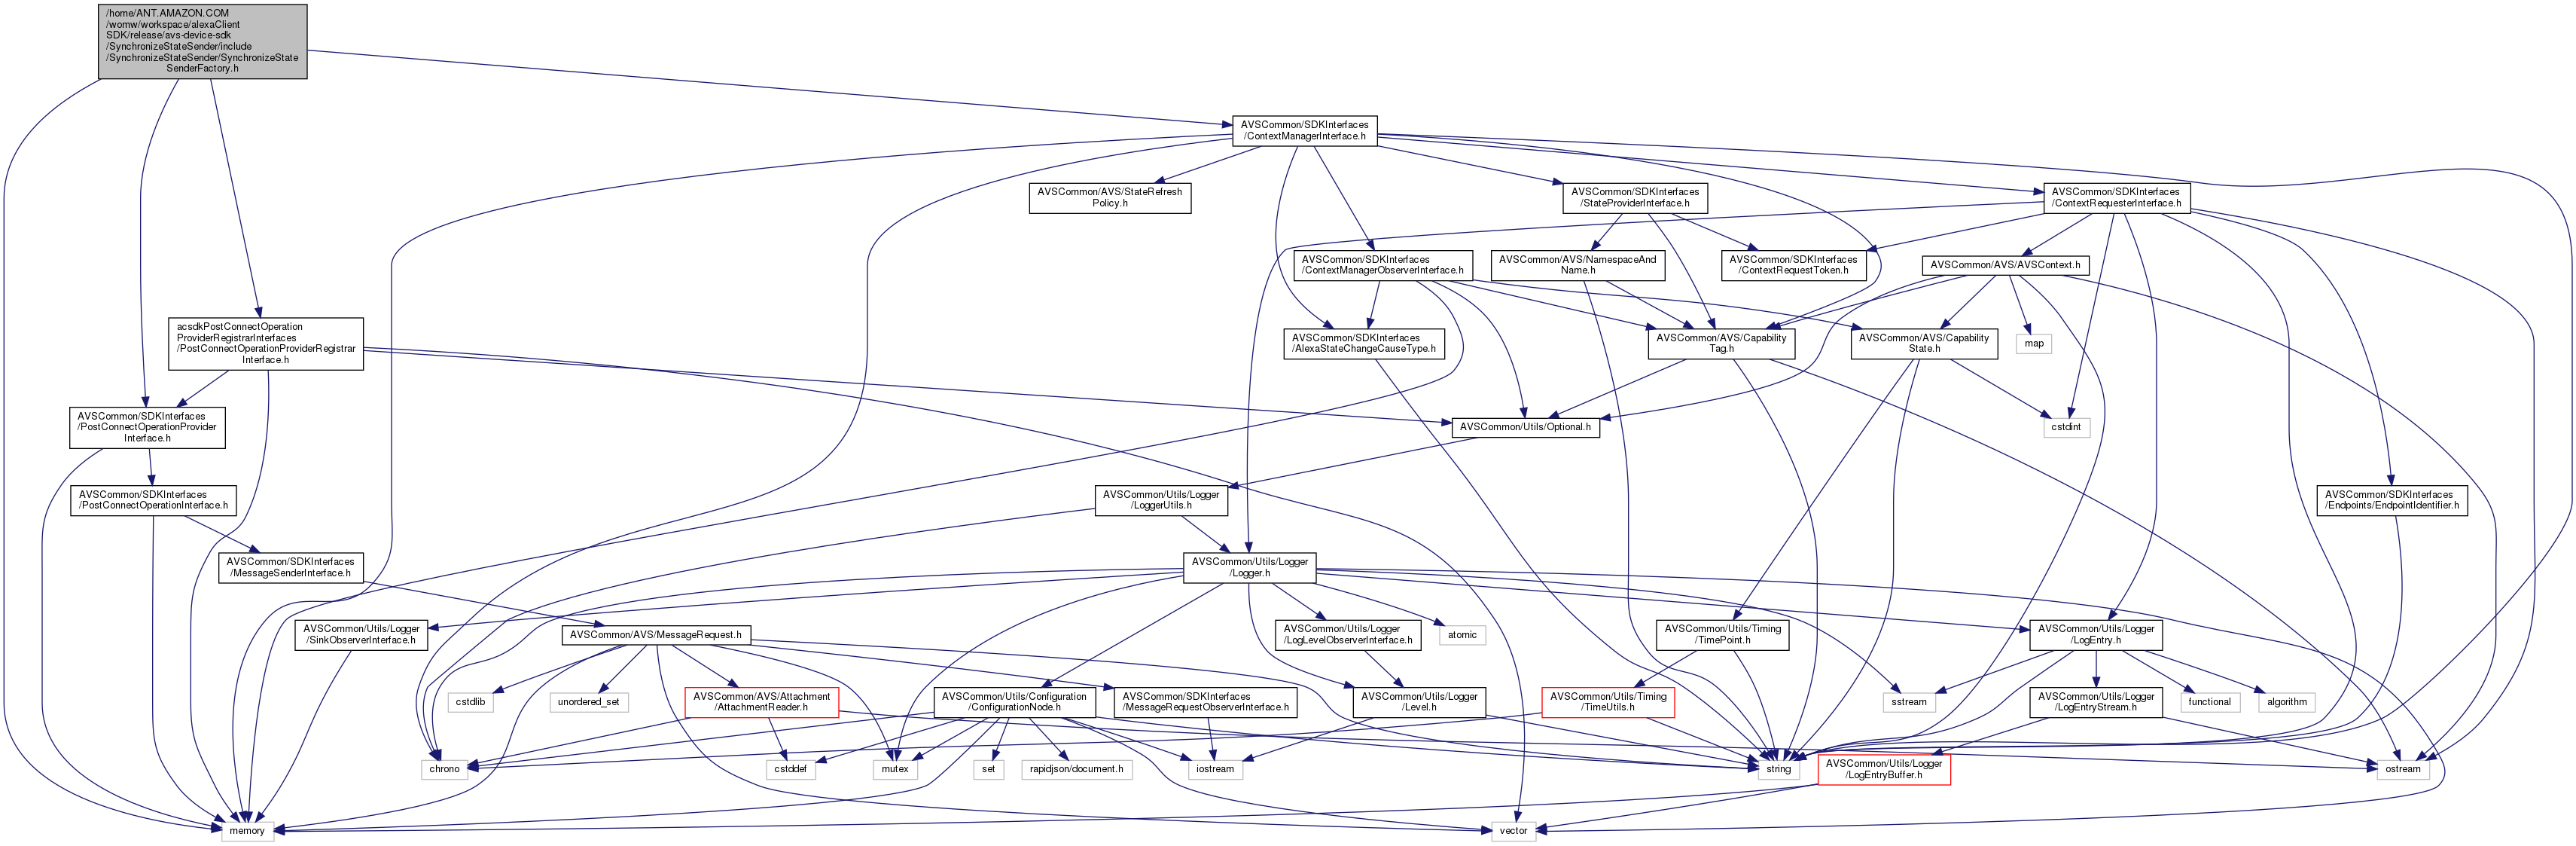 /home/ANT.AMAZON.COM
/womw/workspace/alexaClient
SDK/release/avs-device-sdk
/SynchronizeStateSender/include
/SynchronizeStateSender/SynchronizeState
SenderFactory.h
AVSCommon/SDKInterfaces
/ContextManagerInterface.h
AVSCommon/AVS/StateRefresh
Policy.h
AVSCommon/SDKInterfaces
/StateProviderInterface.h
AVSCommon/SDKInterfaces
/ContextRequesterInterface.h
AVSCommon/SDKInterfaces
/ContextManagerObserverInterface.h
AVSCommon/AVS/NamespaceAnd
Name.h
AVSCommon/SDKInterfaces
/ContextRequestToken.h
AVSCommon/AVS/AVSContext.h
acsdkPostConnectOperation
ProviderRegistrarInterfaces
/PostConnectOperationProviderRegistrar
Interface.h
AVSCommon/SDKInterfaces
/AlexaStateChangeCauseType.h
AVSCommon/AVS/Capability
Tag.h
AVSCommon/AVS/Capability
State.h
map
AVSCommon/SDKInterfaces
/PostConnectOperationProvider
Interface.h
AVSCommon/Utils/Optional.h
cstdint
AVSCommon/SDKInterfaces
/PostConnectOperationInterface.h
AVSCommon/Utils/Logger
/LoggerUtils.h
AVSCommon/SDKInterfaces
/Endpoints/EndpointIdentifier.h
AVSCommon/SDKInterfaces
/MessageSenderInterface.h
AVSCommon/Utils/Logger
/Logger.h
AVSCommon/Utils/Logger
/SinkObserverInterface.h
AVSCommon/AVS/MessageRequest.h
AVSCommon/Utils/Logger
/LogLevelObserverInterface.h
atomic
AVSCommon/Utils/Timing
/TimePoint.h
AVSCommon/Utils/Logger
/LogEntry.h
cstdlib
unordered_set
AVSCommon/AVS/Attachment
/AttachmentReader.h
AVSCommon/Utils/Configuration
/ConfigurationNode.h
AVSCommon/SDKInterfaces
/MessageRequestObserverInterface.h
AVSCommon/Utils/Logger
/Level.h
AVSCommon/Utils/Timing
/TimeUtils.h
sstream
AVSCommon/Utils/Logger
/LogEntryStream.h
functional
algorithm
chrono
cstddef
mutex
set
rapidjson/document.h
iostream
string
AVSCommon/Utils/Logger
/LogEntryBuffer.h
ostream
memory
vector